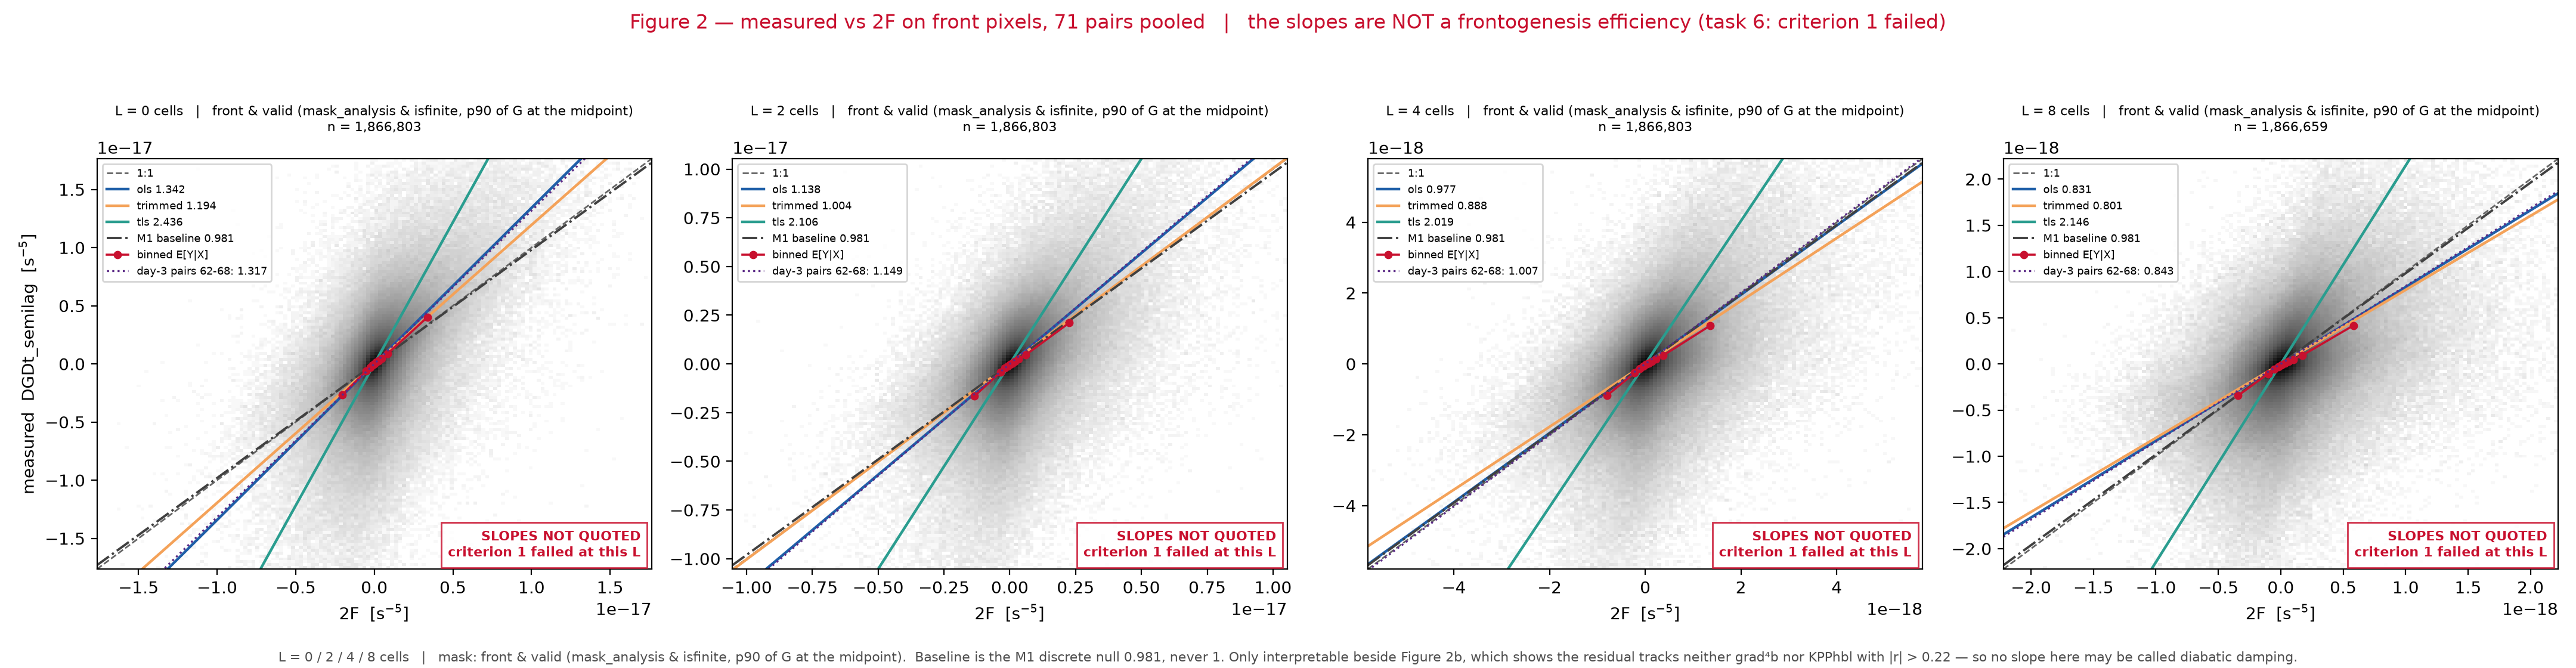 Figure 2 — measured vs 2F on front pixels, 71 pairs pooled | the slopes are NOT a frontogenesis efficiency (task 6: criterion 1 failed)
L = 0 cells | front & valid (mask_analysis & isfinite, p90 of G at the midpoint)
n = 1,866,803
1e−17
1:1
ols 1.342
trimmed 1.194
tls 2.436
M1 baseline 0.981
binned E[Y|X]
day-3 pairs 62-68: 1.317
1.5
1.0
0.5
0.0
−0.5
−1.0
−1.5
measured DGDt_semilag [s⁻⁵]
SLOPES NOT QUOTED
criterion 1 failed at this L
−1.5 −1.0 −0.5 0.0 0.5 1.0 1.5
1e−17
2F [s⁻⁵]
L = 2 cells | front & valid (mask_analysis & isfinite, p90 of G at the midpoint)
n = 1,866,803
1e−17
1:1
ols 1.138
trimmed 1.004
tls 2.106
M1 baseline 0.981
binned E[Y|X]
day-3 pairs 62-68: 1.149
1.00
0.75
0.50
0.25
0.00
−0.25
−0.50
−0.75
−1.00
SLOPES NOT QUOTED
criterion 1 failed at this L
−1.00 −0.75 −0.50 −0.25 0.00 0.25 0.50 0.75 1.00
1e−17
2F [s⁻⁵]
L = 4 cells | front & valid (mask_analysis & isfinite, p90 of G at the midpoint)
n = 1,866,803
1e−18
1:1
ols 0.977
trimmed 0.888
tls 2.019
M1 baseline 0.981
binned E[Y|X]
day-3 pairs 62-68: 1.007
4
2
0
−2
−4
SLOPES NOT QUOTED
criterion 1 failed at this L
−4 −2 0 2 4
1e−18
2F [s⁻⁵]
L = 8 cells | front & valid (mask_analysis & isfinite, p90 of G at the midpoint)
n = 1,866,659
1e−18
1:1
ols 0.831
trimmed 0.801
tls 2.146
M1 baseline 0.981
binned E[Y|X]
day-3 pairs 62-68: 0.843
2.0
1.5
1.0
0.5
0.0
−0.5
−1.0
−1.5
−2.0
SLOPES NOT QUOTED
criterion 1 failed at this L
−2.0 −1.5 −1.0 −0.5 0.0 0.5 1.0 1.5 2.0
1e−18
2F [s⁻⁵]
L = 0 / 2 / 4 / 8 cells | mask: front & valid (mask_analysis & isfinite, p90 of G at the midpoint). Baseline is the M1 discrete null 0.981, never 1. Only interpretable beside Figure 2b, which shows the residual tracks neither grad⁴b nor KPPhbl with |r| > 0.22 — so no slope here may be called diabatic damping.